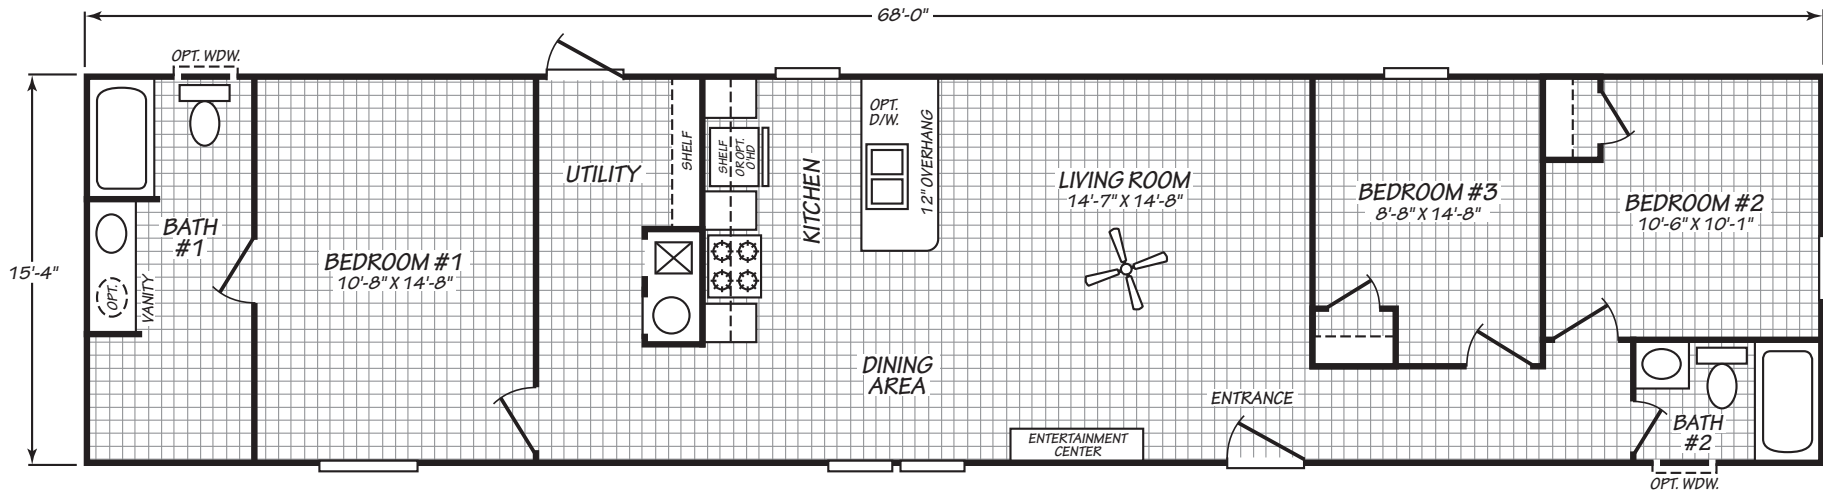 68'-0"
OPT. WDW.
15'-4"
BATH
#1
OPT.
VANITY
BEDROOM #1
10'-8" X 14'-8"
UTILITY
SHELF
SHELF
OR OPT.
O'HD
KITCHEN
OPT.
D/W.
12" OVERHANG
LIVING ROOM
14'-7" X 14'-8"
DINING
AREA
ENTERTAINMENT
CENTER
ENTRANCE
BEDROOM #3
8'-8" X 14'-8"
BEDROOM #2
10'-6" X 10'-1"
BATH
#2
OPT. WDW.